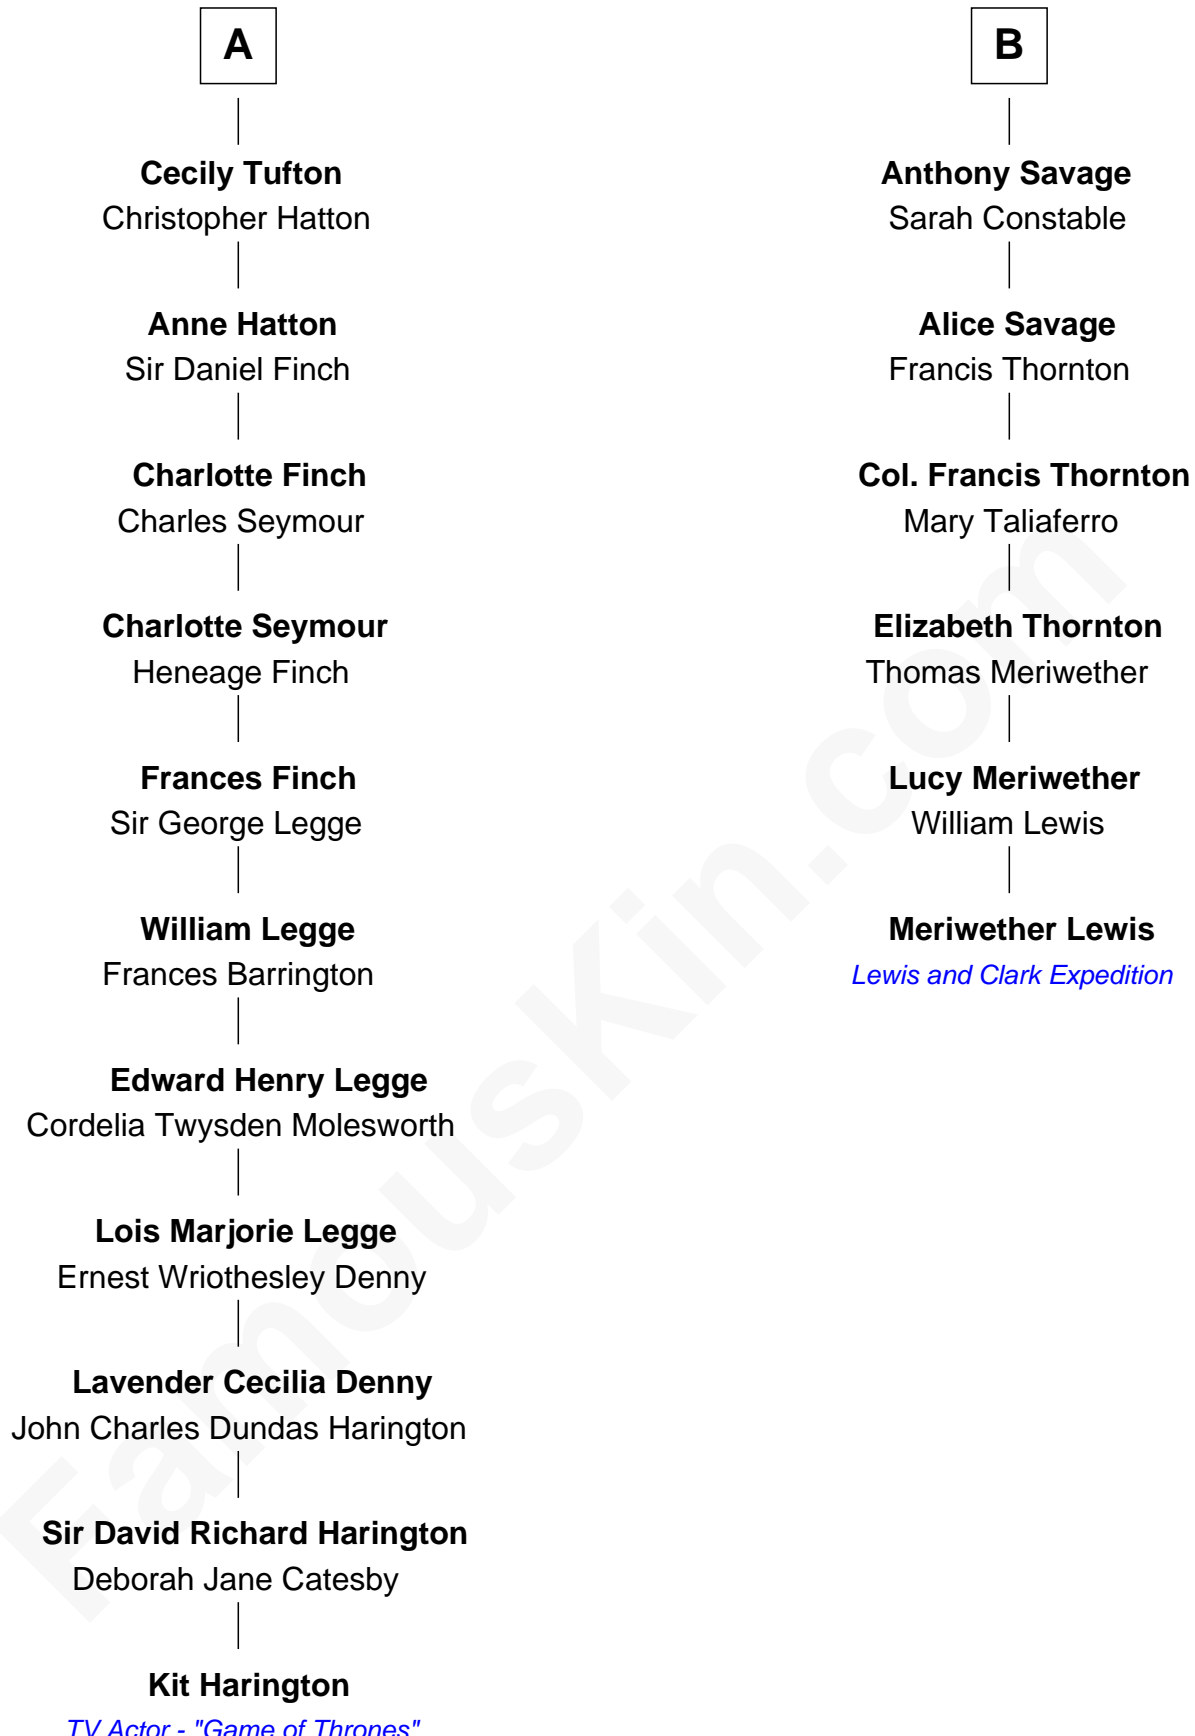 A
Cecily Tufton
Christopher Hatton
Anne Hatton
Sir Daniel Finch
Charlotte Finch
Charles Seymour
Charlotte Seymour
Heneage Finch
Frances Finch
Sir George Legge
William Legge
Frances Barrington
Edward Henry Legge
Cordelia Twysden Molesworth
Lois Marjorie Legge
Ernest Wriothesley Denny
Lavender Cecilia Denny
John Charles Dundas Harington
Sir David Richard Harington
Deborah Jane Catesby
Kit Harington
TV Actor - "Game of Thrones"
B
Anthony Savage
Sarah Constable
Alice Savage
Francis Thornton
Col. Francis Thornton
Mary Taliaferro
Elizabeth Thornton
Thomas Meriwether
Lucy Meriwether
William Lewis
Meriwether Lewis
Lewis and Clark Expedition
FamousKin.com